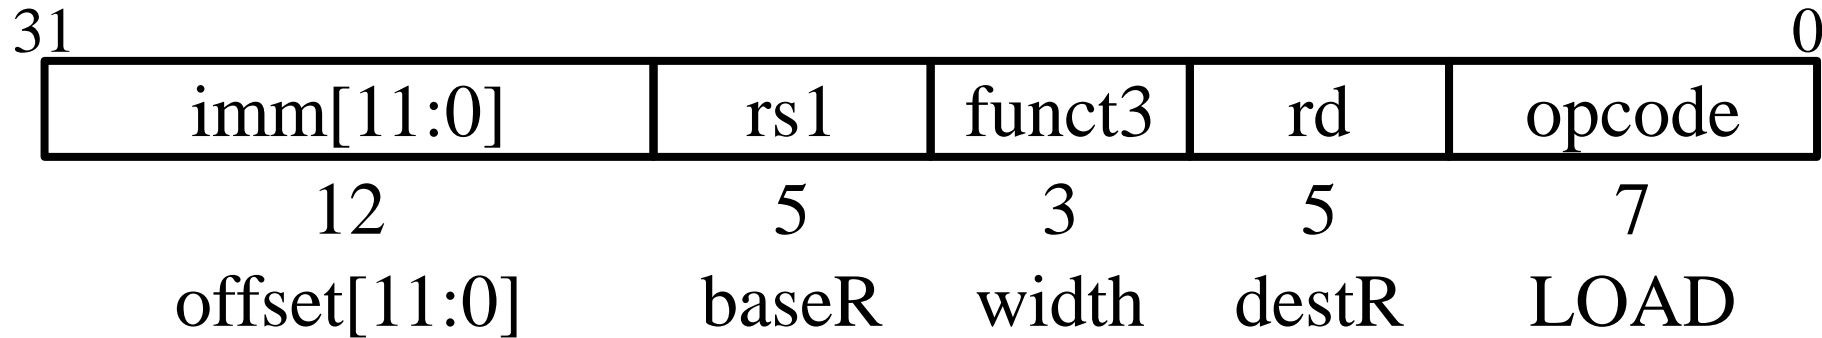 31 0
imm[11:0] rs1 funct3 rd opcode
12 5 3 5 7
offset[11:0] baseR width destR LOAD